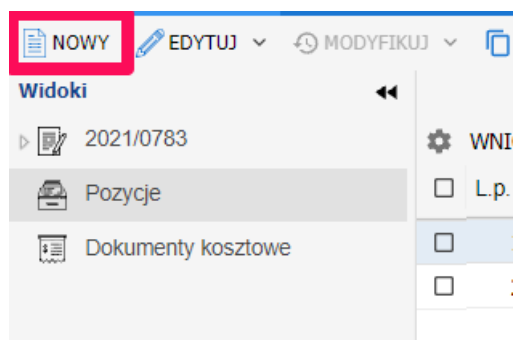 NOWY EDYTUJ MODYFIKUJ
Widoki
2021/0783
Pozycje
Dokumenty kosztowe
L.p.